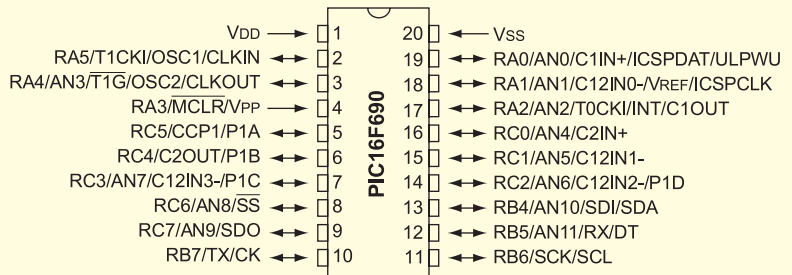 VDD 1
RA5/T1CKI/OSC1/CLKIN 2
RA4/AN3/T1G/OSC2/CLKOUT 3
RA3/MCLR/VPP 4
RC5/CCP1/P1A 5
RC4/C2OUT/P1B 6
RC3/AN7/C12IN3-/P1C 7
RC6/AN8/SS 8
RC7/AN9/SDO 9
RB7/TX/CK 10
PIC16F690
20 VSS
19 RA0/AN0/C1IN+/ICSPDAT/ULPWU
18 RA1/AN1/C12IN0-/VREF/ICSPCLK
17 RA2/AN2/T0CKI/INT/C1OUT
16 RC0/AN4/C2IN+
15 RC1/AN5/C12IN1-
14 RC2/AN6/C12IN2-/P1D
13 RB4/AN10/SDI/SDA
12 RB5/AN11/RX/DT
11 RB6/SCK/SCL